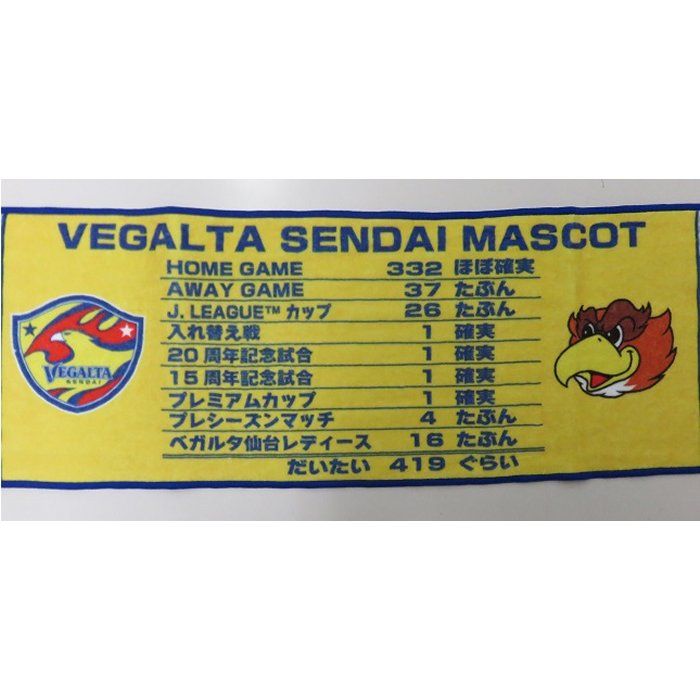 VEGALTA SENDAI MASCOT
HOME GAME 332 ほぼ確実
AWAY GAME 37 たぶん
J. LEAGUE™ カップ 26 たぶん
入れ替え戦 1 確実
20周年記念試合 1 確実
15周年記念試合 1 確実
プレミアムカップ 1 確実
プレシーズンマッチ 4 たぶん
ベガルタ仙台レディース 16 たぶん
だいたい 419 ぐらい
VEGALTA
SENDAI